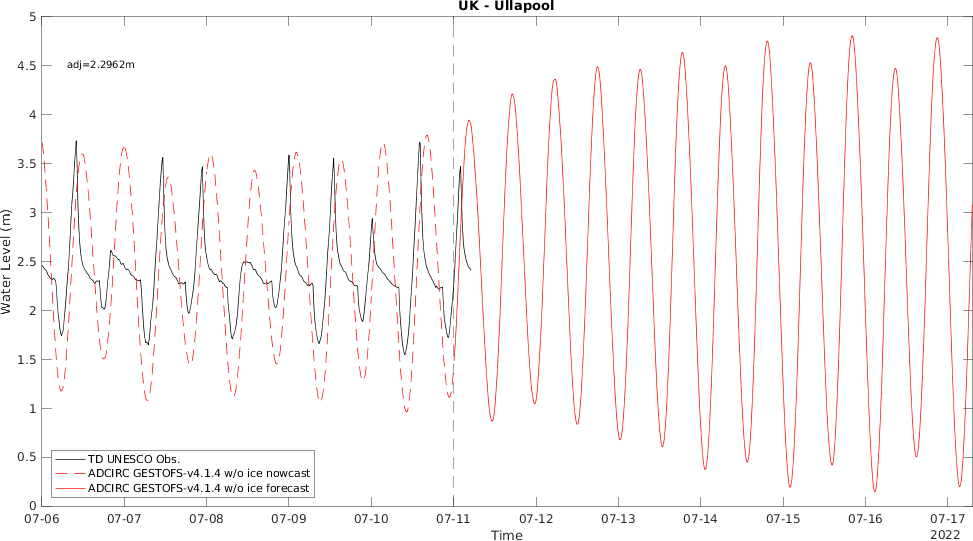 UK - Ullapool
5
4.5
4
3.5
3
2.5
2
1.5
1
0.5
0
Water Level (m)
adj=2.2962m
TD UNESCO Obs.
ADCIRC GESTOFS-v4.1.4 w/o ice nowcast
ADCIRC GESTOFS-v4.1.4 w/o ice forecast
07-06 07-07 07-08 07-09 07-10 07-11 07-12 07-13 07-14 07-15 07-16 07-17
2022
Time